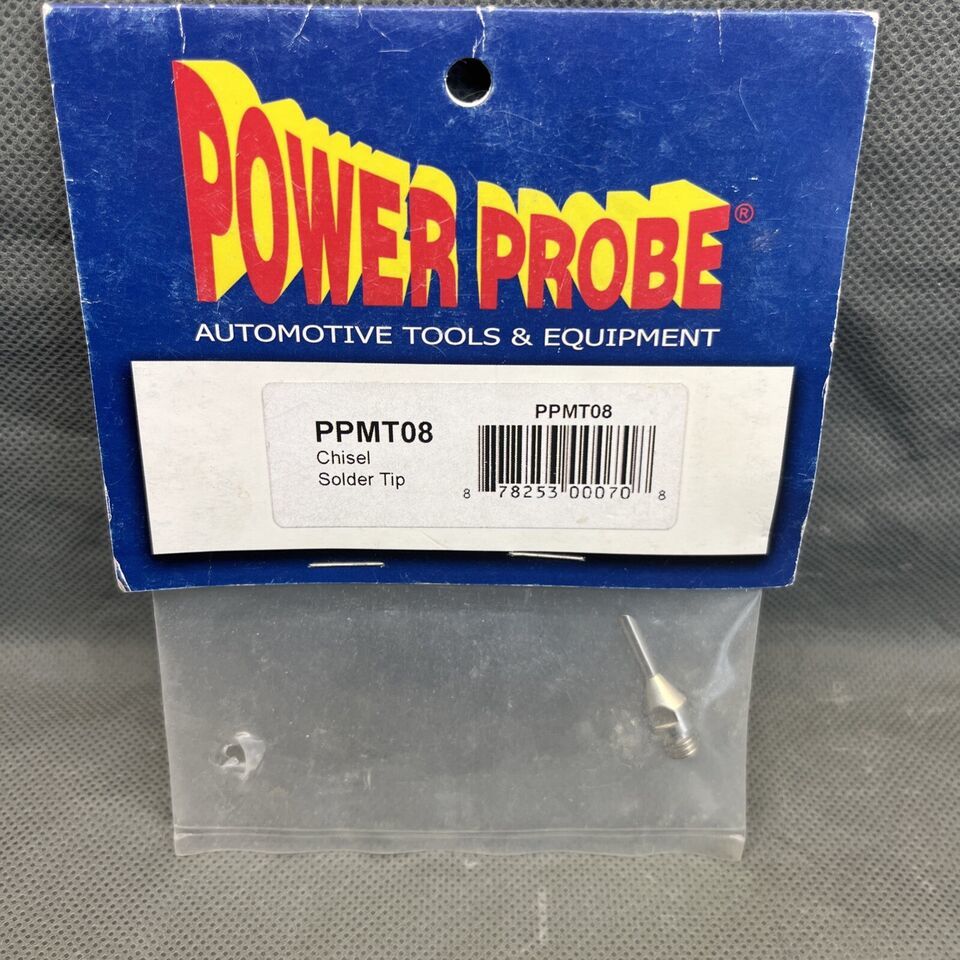 POWER PROBE®
AUTOMOTIVE TOOLS & EQUIPMENT
PPMT08
Chisel
Solder Tip
PPMT08
8 78253 00070 8